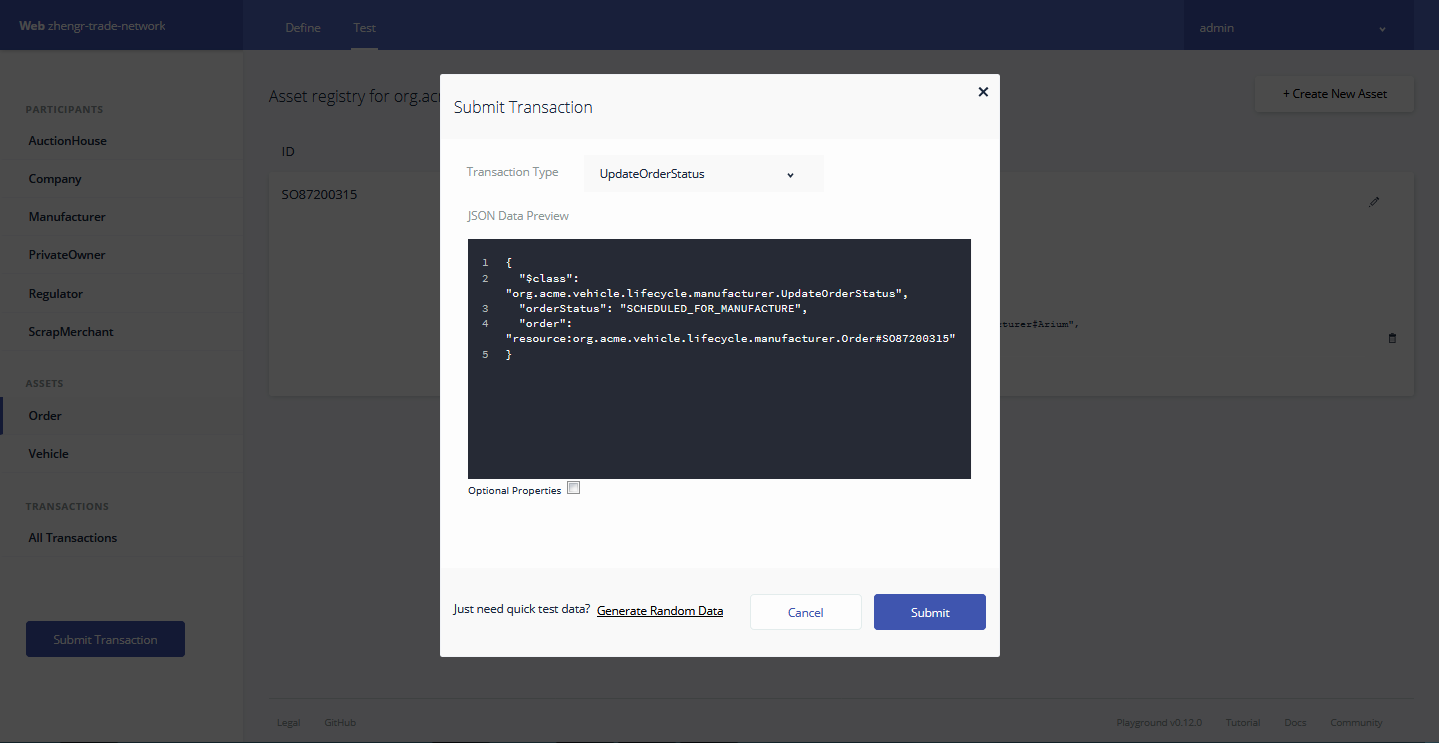 Web zhengr-trade-network
Define
Test
admin
PARTICIPANTS
AuctionHouse
Company
Manufacturer
PrivateOwner
Regulator
ScrapMerchant
ASSETS
Order
Vehicle
TRANSACTIONS
All Transactions
Submit Transaction
Asset registry for org.acm
+ Create New Asset
ID
SO87200315
turer#Arium",
Submit Transaction
Transaction Type
UpdateOrderStatus
JSON Data Preview
1 {
2 "$class":
"org.acme.vehicle.lifecycle.manufacturer.UpdateOrderStatus",
3 "orderStatus": "SCHEDULED_FOR_MANUFACTURE",
4 "order":
"resource:org.acme.vehicle.lifecycle.manufacturer.Order#SO87200315"
5 }
Optional Properties
Just need quick test data? Generate Random Data
Cancel
Submit
Legal
GitHub
Playground v0.12.0
Tutorial
Docs
Community